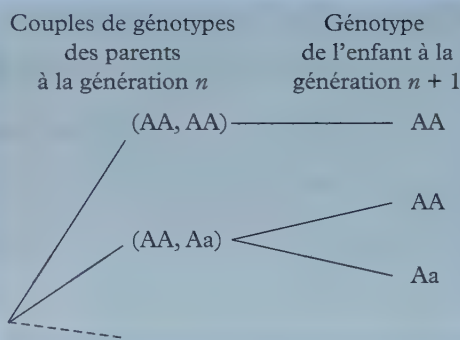 Couples de génotypes
des parents
à la génération n
Génotype
de l’enfant à la
génération n + 1
(AA, AA)
AA
(AA, Aa)
AA
Aa